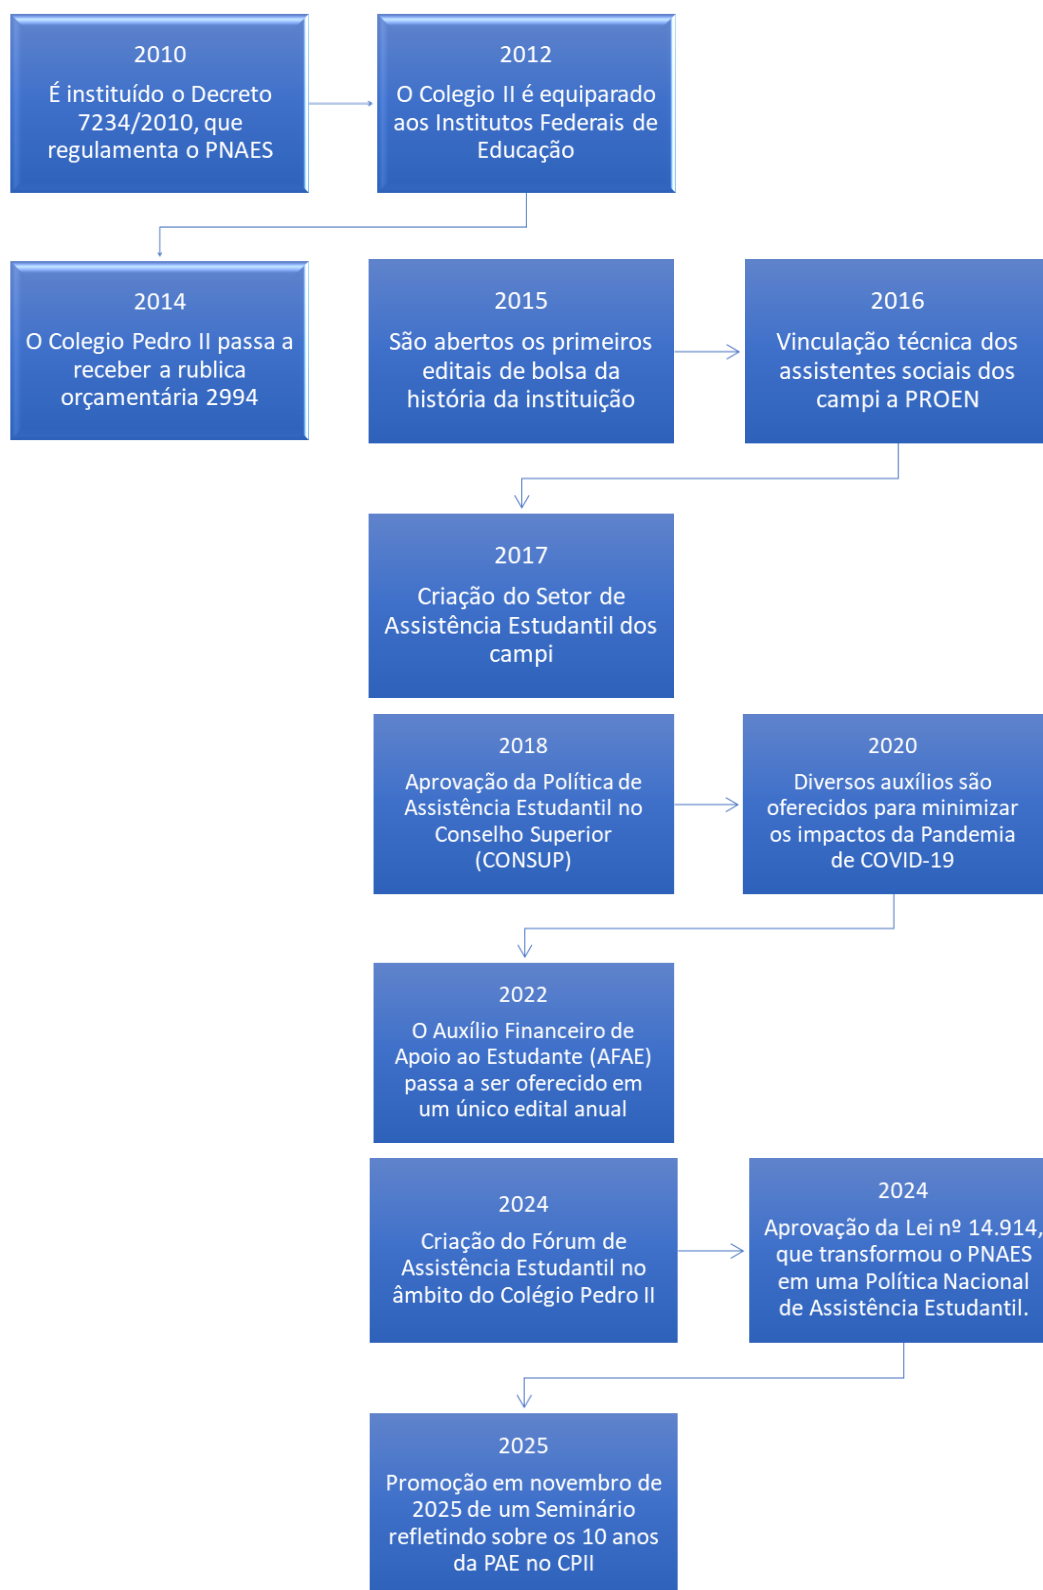 2010
É instituído o Decreto
7234/2010, que
regulamenta o PNAES
2012
O Colegio II é equiparado
aos Institutos Federais de
Educação
2014
O Colegio Pedro II passa a
receber a rublica
orçamentária 2994
2015
São abertos os primeiros
editais de bolsa da
história da instituição
2016
Vinculação técnica dos
assistentes sociais dos
campi a PROEN
2017
Criação do Setor de
Assistência Estudantil dos
campi
2018
Aprovação da Política de
Assistência Estudantil no
Conselho Superior
(CONSUP)
2020
Diversos auxílios são
oferecidos para minimizar
os impactos da Pandemia
de COVID-19
2022
O Auxílio Financeiro de
Apoio ao Estudante (AFAE)
passa a ser oferecido em
um único edital anual
2024
Criação do Fórum de
Assistência Estudantil no
âmbito do Colégio Pedro II
2024
Aprovação da Lei nº 14.914,
que transformou o PNAES
em uma Política Nacional
de Assistência Estudantil.
2025
Promoção em novembro de
2025 de um Seminário
refletindo sobre os 10 anos
da PAE no CPII